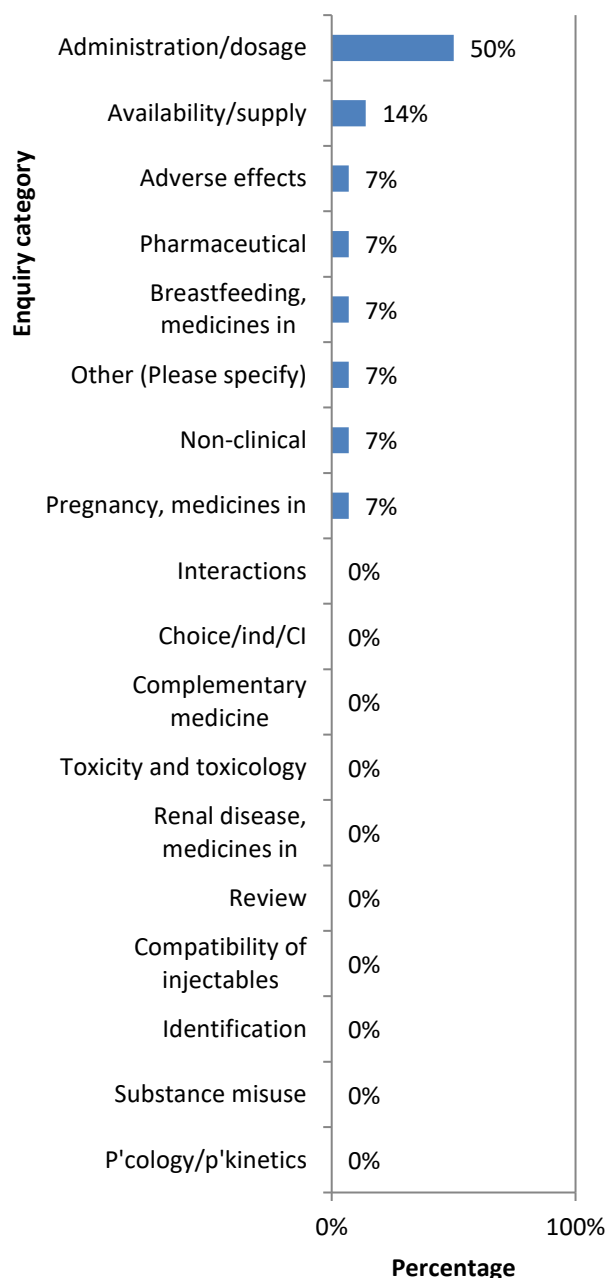 Enquiry category
Administration/dosage 50%
Availability/supply 14%
Adverse effects 7%
Pharmaceutical 7%
Breastfeeding,
medicines in 7%
Other (Please specify) 7%
Non-clinical 7%
Pregnancy, medicines in 7%
Interactions 0%
Choice/ind/CI 0%
Complementary
medicine 0%
Toxicity and toxicology 0%
Renal disease,
medicines in 0%
Review 0%
Compatibility of
injectables 0%
Identification 0%
Substance misuse 0%
P'cology/p'kinetics 0%
0% 100%
Percentage